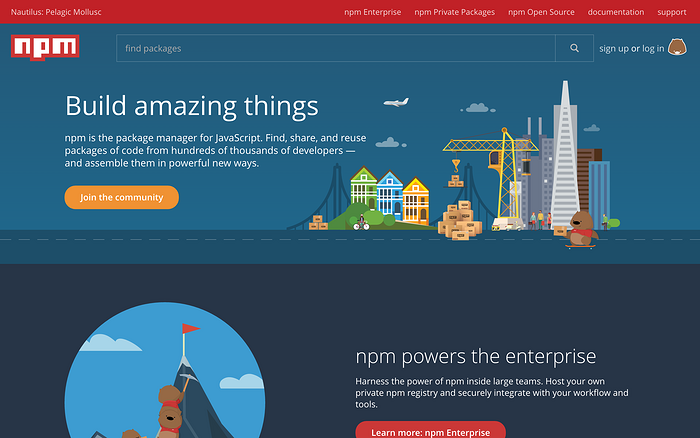 Nautilus: Pelagic Mollusc
npm Enterprise
npm Private Packages
npm Open Source
documentation
support
npm
find packages
sign up or log in
Build amazing things
npm is the package manager for JavaScript. Find, share, and reuse
packages of code from hundreds of thousands of developers —
and assemble them in powerful new ways.
Join the community
npm powers the enterprise
Harness the power of npm inside large teams. Host your own
private npm registry and securely integrate with your workflow and
tools.
Learn more: npm Enterprise